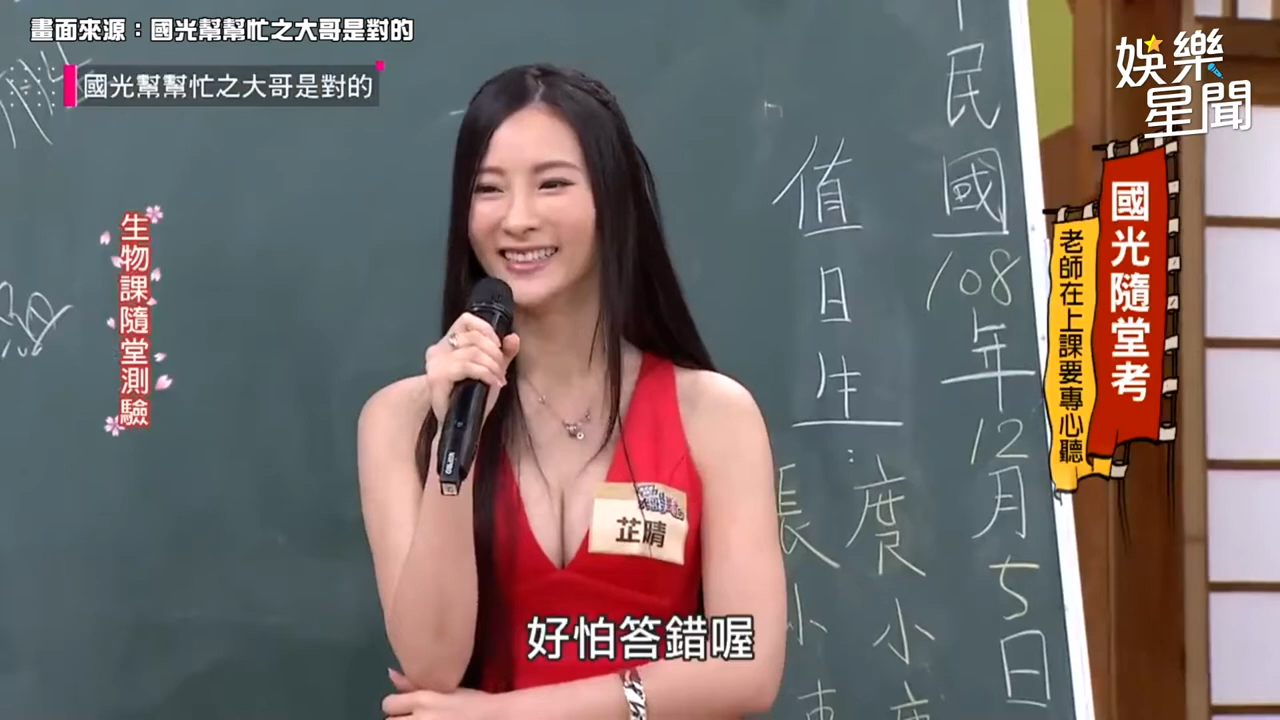 畫面來源：國光幫幫忙之大哥是對的
國光幫幫忙之大哥是對的
娛樂
星聞
國光隨堂考
老師在上課要專心聽
生物課隨堂測驗
民國108年12月5日
值日生：
度小
長小
芷晴
好怕答錯喔